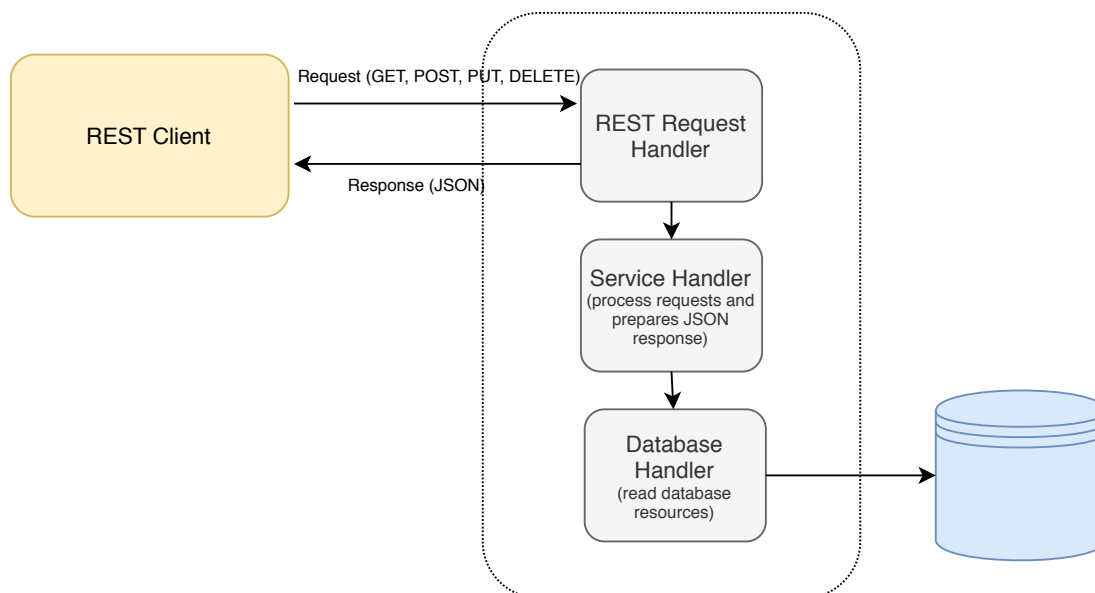 Request (GET, POST, PUT, DELETE)
REST Client
REST Request
Handler
Response (JSON)
Service Handler
(process requests and
prepares JSON
response)
Database
Handler
(read database
resources)